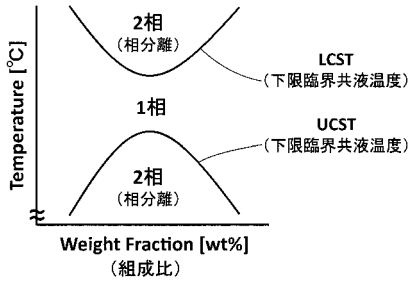 2相
(相分離)
LCST
(下限臨界共液温度)
1相
UCST
(下限臨界共液温度)
2相
(相分離)
Temperature [℃]
Weight Fraction [wt%]
(組成比)